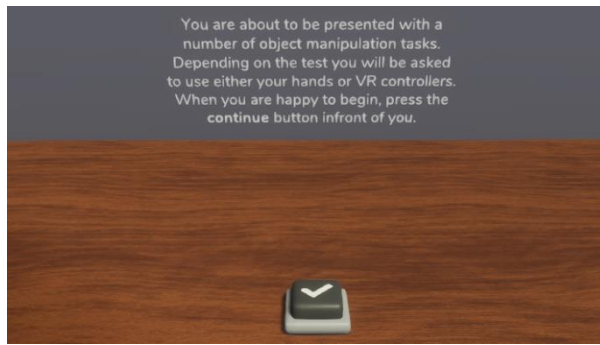 You are about to be presented with a
number of object manipulation tasks.
Depending on the test you will be asked
to use either your hands or VR controllers.
When you are happy to begin, press the
continue button infront of you.